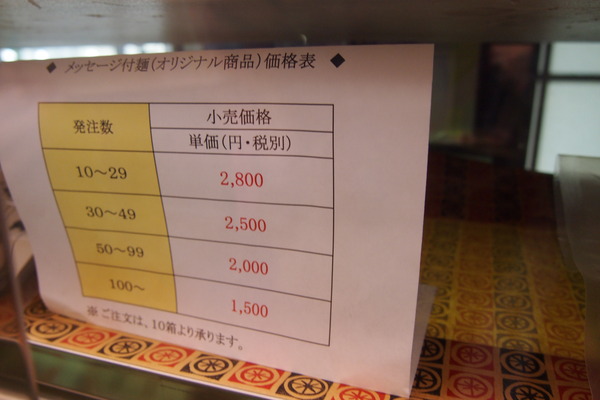 ◆ メッセージ付麺(オリジナル商品)価格表 ◆
発注数
小売価格
単価(円・税別)
10〜29 2,800
30〜49 2,500
50〜99 2,000
100〜 1,500
※ご注文は、10箱より承ります。